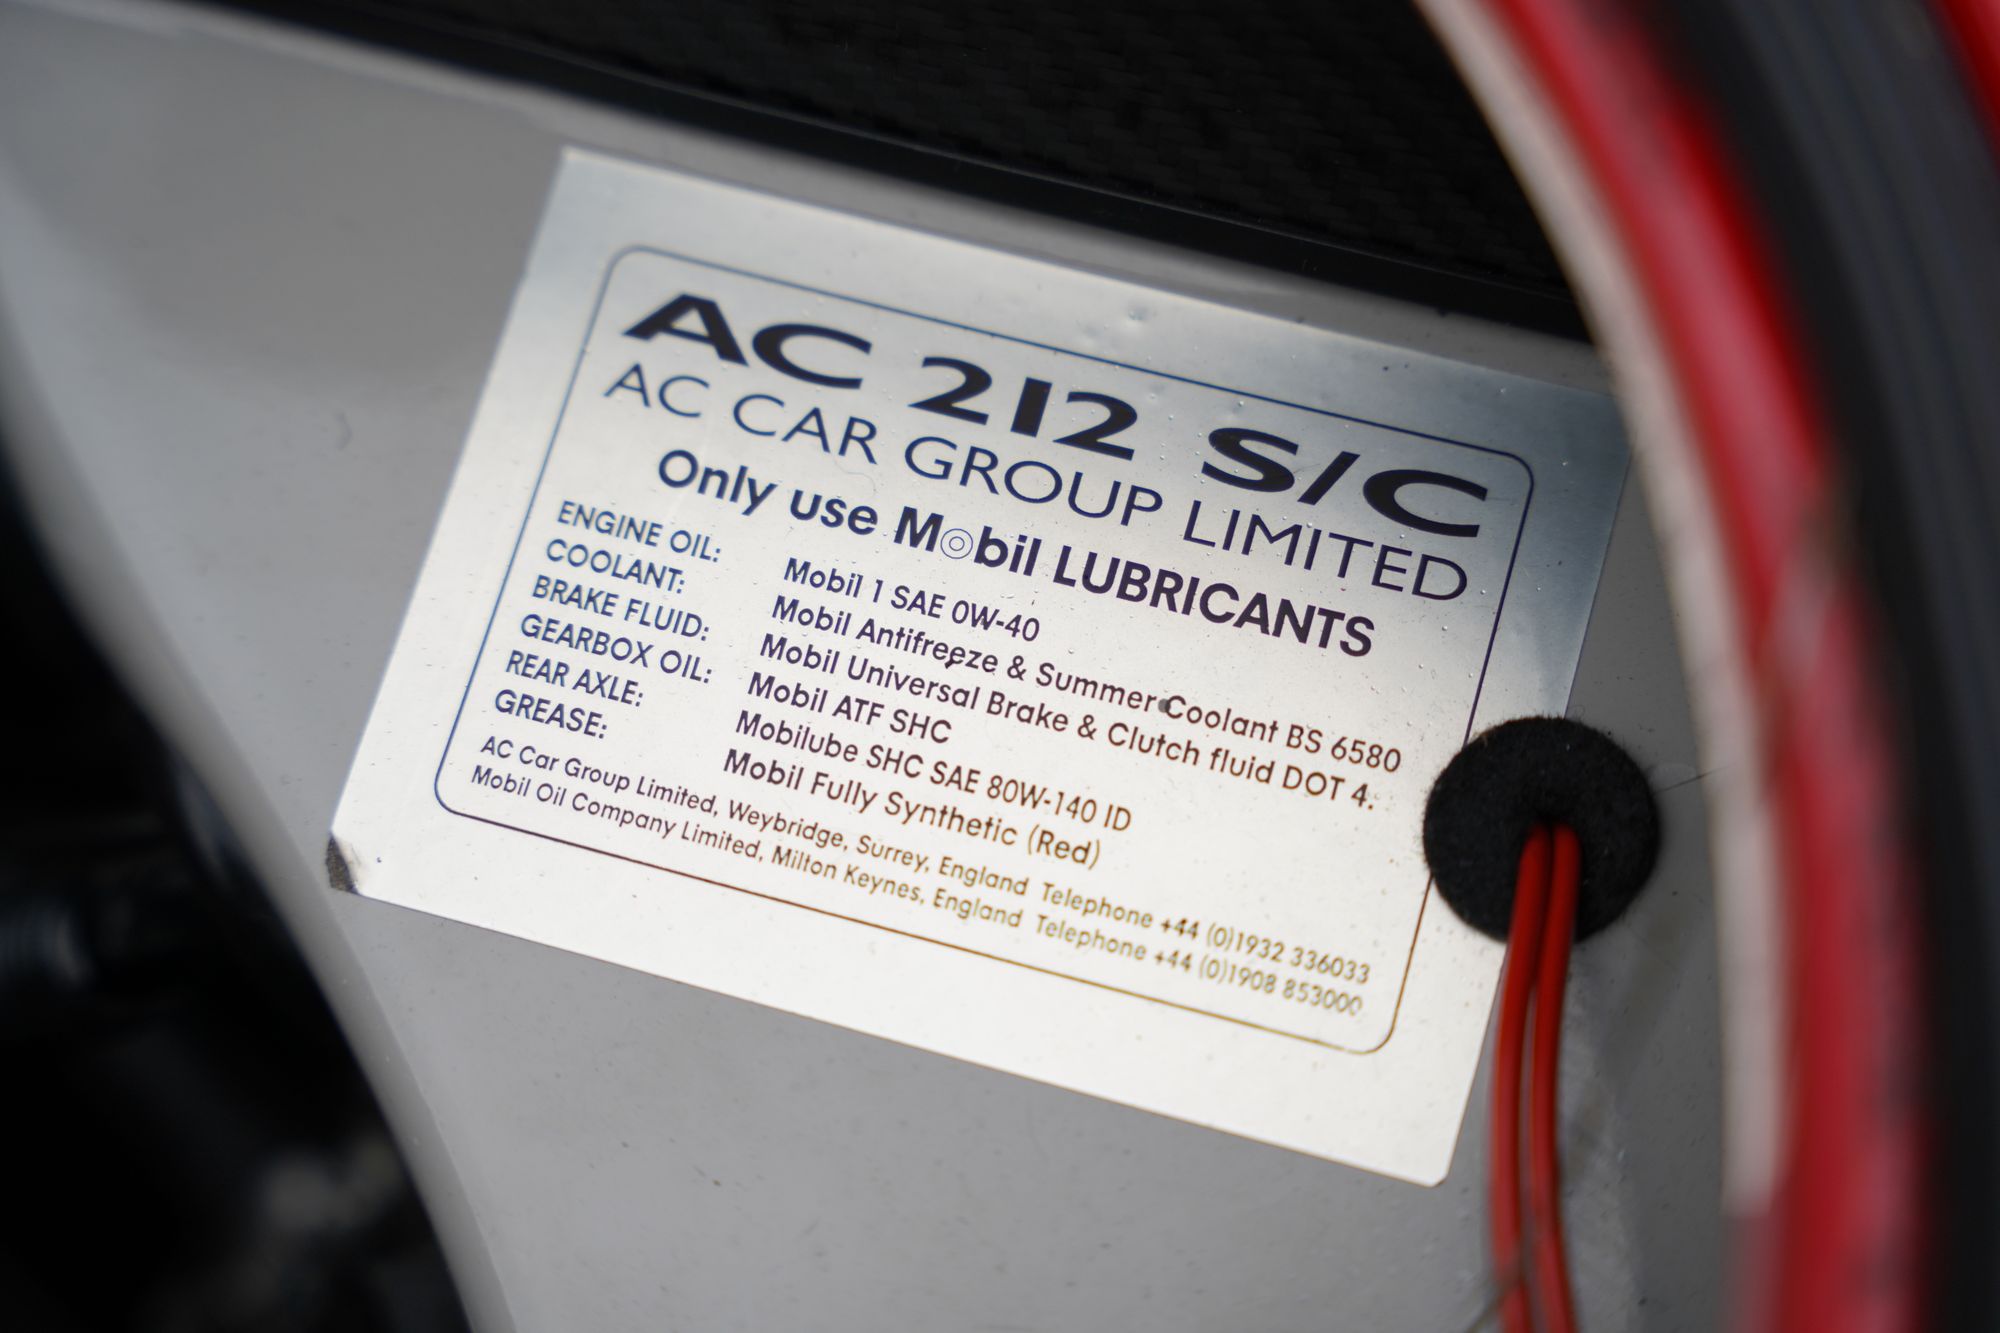 AC 212 S/C
AC CAR GROUP LIMITED
Only use Mobil LUBRICANTS
ENGINE OIL: Mobil 1 SAE 0W-40
COOLANT: Mobil Antifreeze & Summer Coolant BS 6580
BRAKE FLUID: Mobil Universal Brake & Clutch fluid DOT 4.
GEARBOX OIL: Mobil ATF SHC
REAR AXLE: Mobilube SHC SAE 80W-140 ID
GREASE: Mobil Fully Synthetic (Red)
AC Car Group Limited, Weybridge, Surrey, England Telephone +44 (0)1932 336033
Mobil Oil Company Limited, Milton Keynes, England Telephone +44 (0)1908 853000